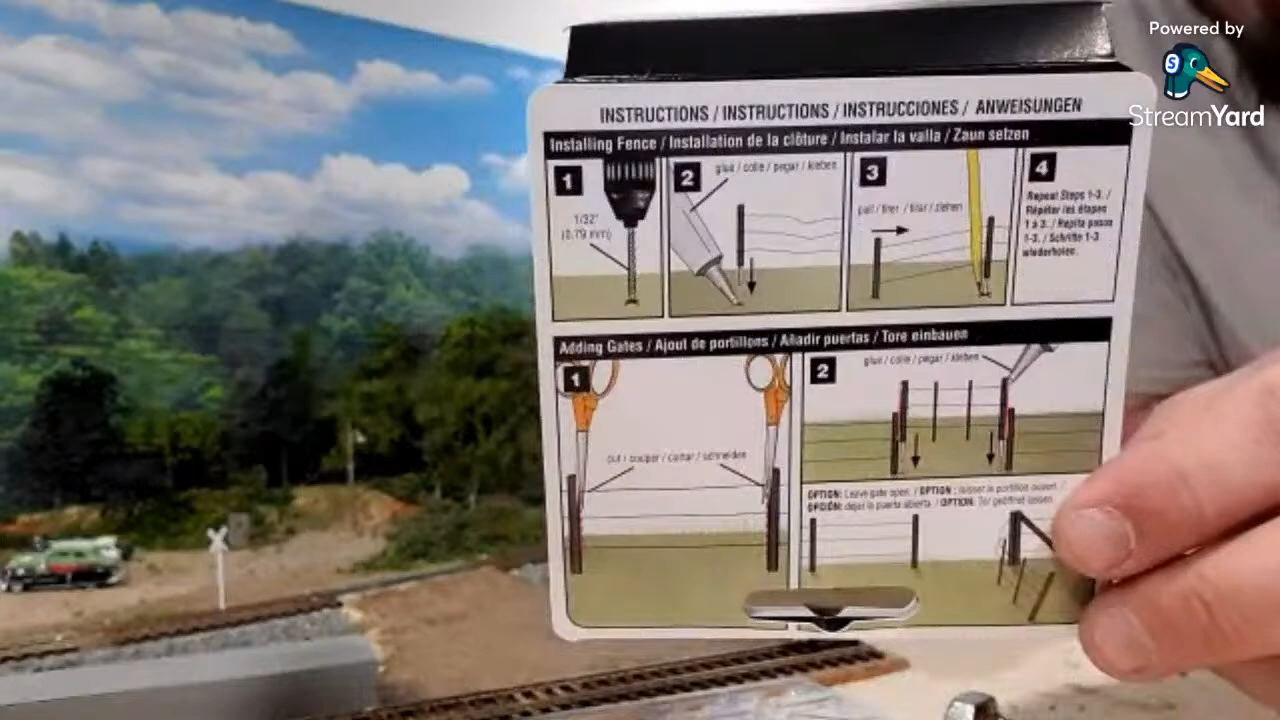 Powered by
StreamYard
INSTRUCTIONS / INSTRUCTIONS / INSTRUCCIONES / ANWEISUNGEN
Installing Fence / Installation de la clôture / Instalar la valla / Zaun setzen
1
1/32"
(0.79 mm)
2
glue / colle / pegar / kleben
3
pull / tirer / tirar / ziehen
4
Repeat Steps 1-3. /
Répéter les étapes
1 à 3. / Repita pasos
1-3. / Schritte 1-3
wiederholen.
Adding Gates / Ajout de portillons / Añadir puertas / Tore einbauen
1
cut / couper / cortar / schneiden
2
glue / colle / pegar / kleben
OPTION: Leave gate open. / OPTION : laisser le portillon ouvert. /
OPCIÓN: dejar la puerta abierta. / OPTION: Tor geöffnet lassen.